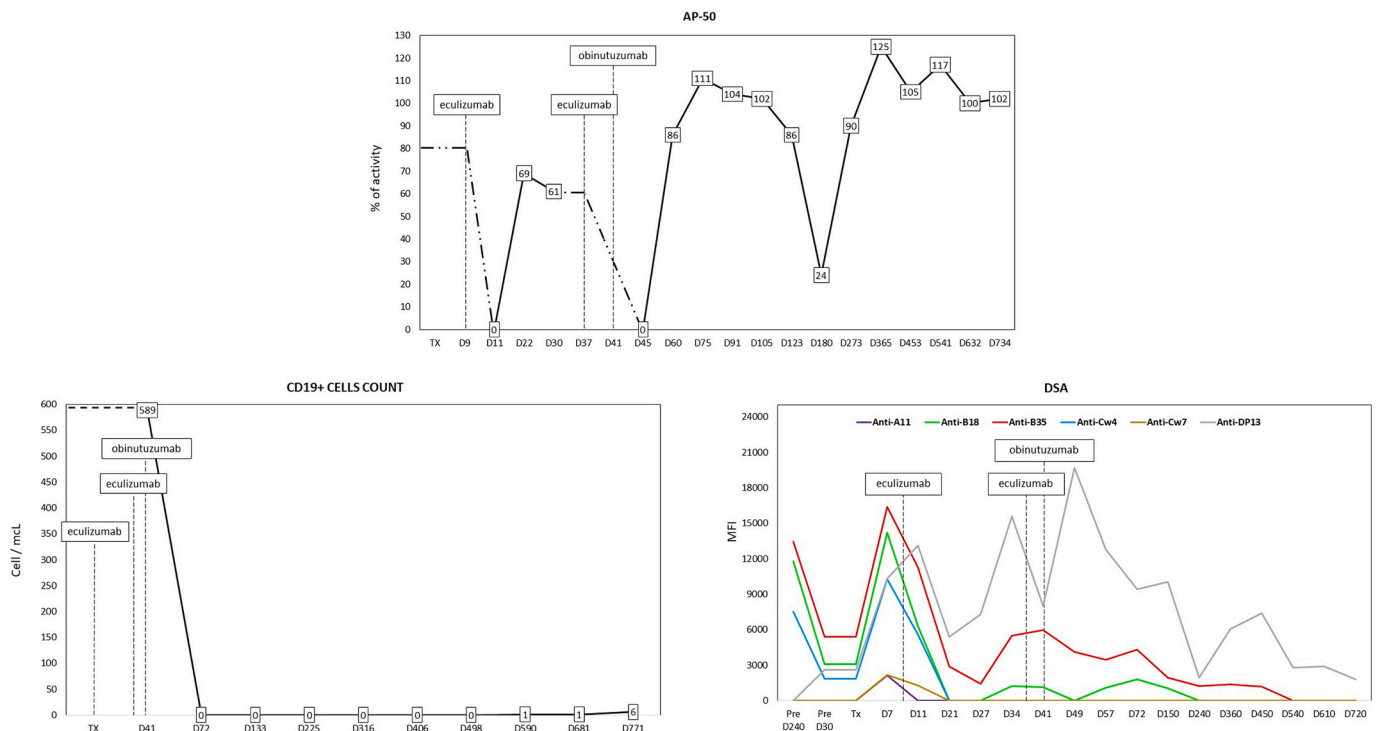 AP-50
130
120
110
100
90
80
70
60
50
40
30
20
10
0
% of activity
obinutuzumab
eculizumab
eculizumab
0
69
61
0
86
111
104
102
86
24
90
125
105
117
100
102
TX D9 D11 D22 D30 D37 D41 D45 D60 D75 D91 D105 D123 D180 D273 D365 D453 D541 D632 D734
CD19+ CELLS COUNT
600
550
500
450
400
350
300
250
200
150
100
50
0
Cell / mcL
589
obinutuzumab
eculizumab
eculizumab
0 0 0 0 0 0 1 1 6
TX D41 D72 D133 D225 D316 D406 D498 D590 D681 D771
DSA
24000
21000
18000
15000
12000
9000
6000
3000
0
MFI
Anti-A11 Anti-B18 Anti-B35 Anti-Cw4 Anti-Cw7 Anti-DP13
obinutuzumab
eculizumab
eculizumab
Pre Pre Tx D7 D11 D21 D27 D34 D41 D49 D57 D72 D150 D240 D360 D450 D540 D610 D720
D240 D30